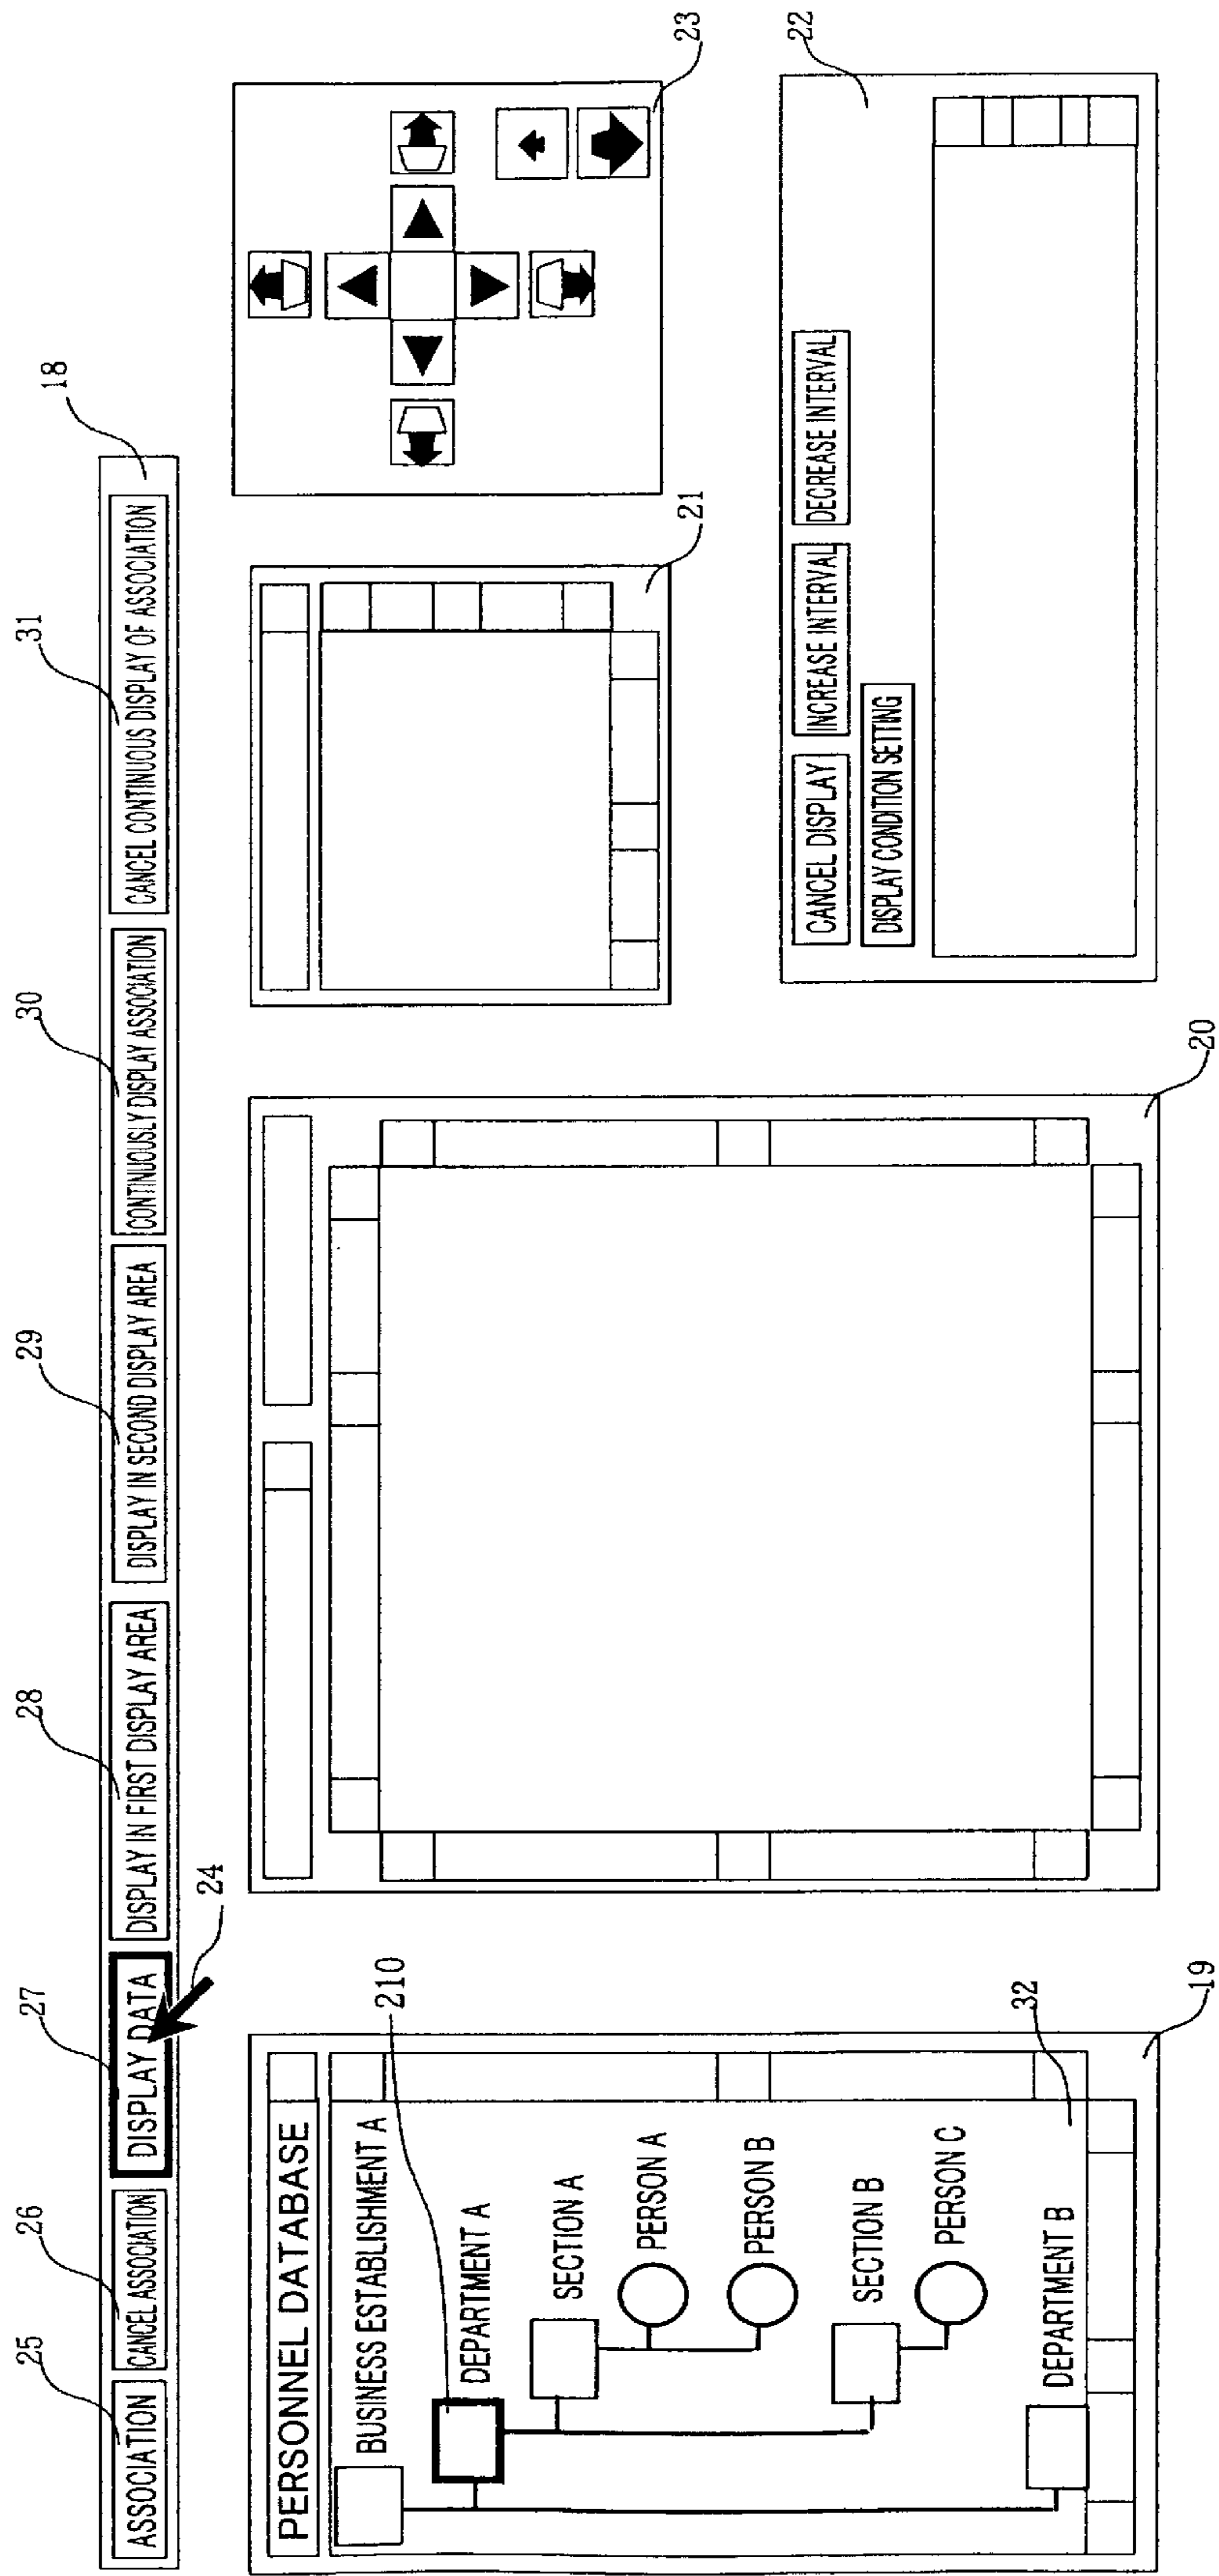 25
26
27
28
29
30
31
18
ASSOCIATION
CANCEL ASSOCIATION
DISPLAY DATA
DISPLAY IN FIRST DISPLAY AREA
DISPLAY IN SECOND DISPLAY AREA
CONTINUOUSLY DISPLAY ASSOCIATION
CANCEL CONTINUOUS DISPLAY OF ASSOCIATION
24
PERSONNEL DATABASE
210
BUSINESS ESTABLISHMENT A
DEPARTMENT A
SECTION A
PERSON A
PERSON B
SECTION B
PERSON C
DEPARTMENT B
32
19
20
21
23
CANCEL DISPLAY
INCREASE INTERVAL
DECREASE INTERVAL
DISPLAY CONDITION SETTING
22